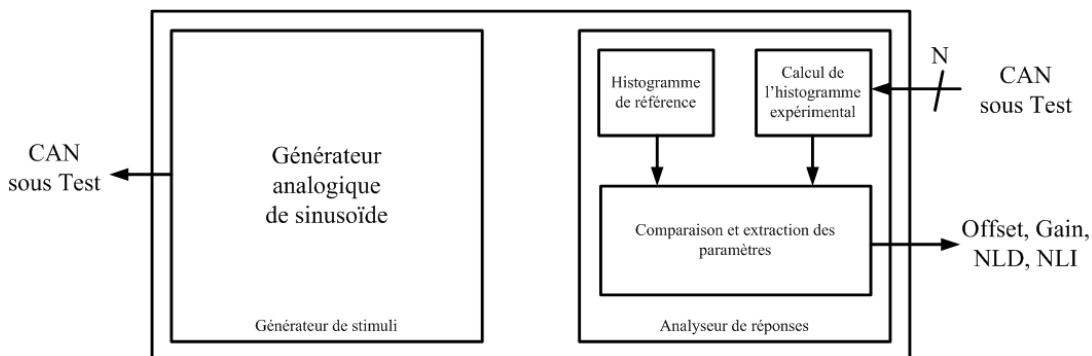 CAN
sous Test
Générateur
analogique
de sinusoïde
Générateur de stimuli
Histogramme
de référence
Calcul de
l'histogramme
expérimental
N
CAN
sous Test
Comparaison et extraction des
paramètres
Offset, Gain,
NLD, NLI
Analyseur de réponses